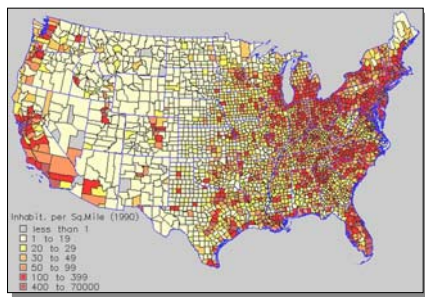 Inhabit. per Sq.Mile (1990)
less than 1
1 to 19
20 to 29
30 to 49
50 to 99
100 to 399
400 to 70000